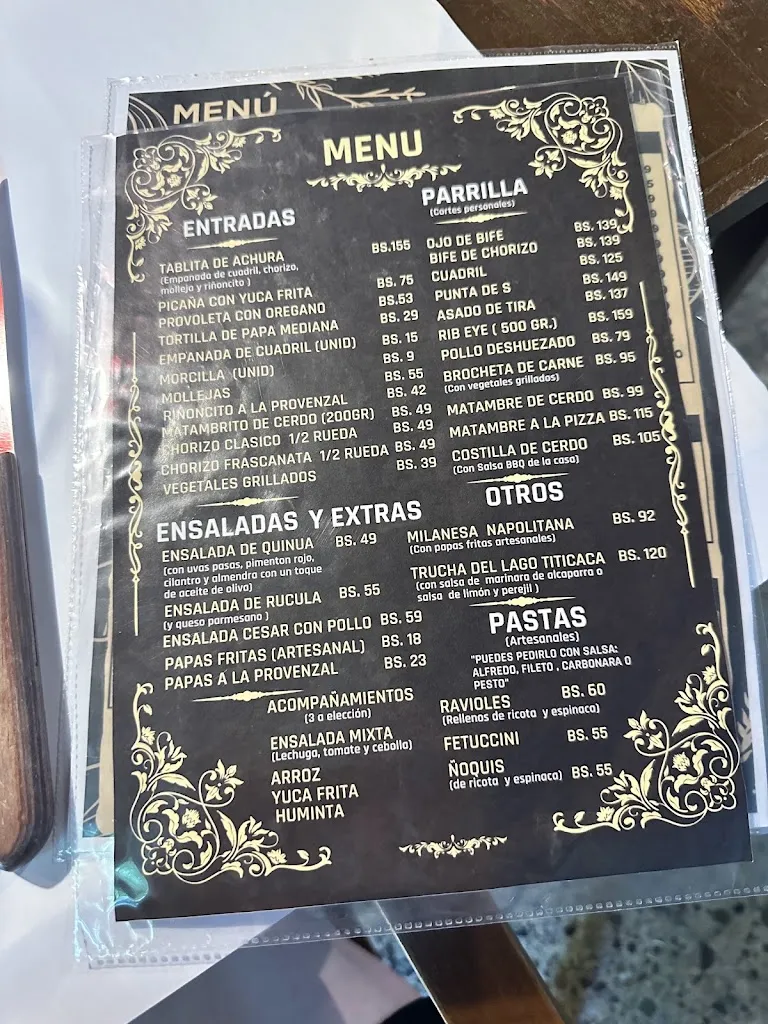 MENÚ
MENU
ENTRADAS
TABLITA DE ACHURA BS.155
(Empanada de cuadril, chorizo,
molleja y riñoncito )
PICAÑA CON YUCA FRITA BS. 75
PROVOLETA CON OREGANO BS.53
TORTILLA DE PAPA MEDIANA BS. 29
EMPANADA DE CUADRIL (UNID) BS. 15
MORCILLA (UNID) BS. 9
MOLLEJAS BS. 55
RIÑONCITO A LA PROVENZAL BS. 42
MATAMBRITO DE CERDO (200GR) BS. 49
CHORIZO CLASICO 1/2 RUEDA BS. 49
CHORIZO FRASCANATA 1/2 RUEDA BS. 49
VEGETALES GRILLADOS BS. 39
ENSALADAS Y EXTRAS
ENSALADA DE QUINUA BS. 49
(con uvas pasas, pimenton rojo,
cilantro y almendra con un toque
de aceite de oliva)
ENSALADA DE RUCULA BS. 55
(y queso parmesano )
ENSALADA CESAR CON POLLO BS. 59
PAPAS FRITAS (ARTESANAL) BS. 18
PAPAS A LA PROVENZAL BS. 23
ACOMPAÑAMIENTOS
(3 a elección)
ENSALADA MIXTA
(Lechuga, tomate y cebolla)
ARROZ
YUCA FRITA
HUMINTA
PARRILLA
(Cortes personales)
OJO DE BIFE BS. 139
BIFE DE CHORIZO BS. 139
CUADRIL BS. 125
PUNTA DE S BS. 149
ASADO DE TIRA BS. 137
RIB EYE ( 500 GR.) BS. 159
POLLO DESHUEZADO BS. 79
BROCHETA DE CARNE BS. 95
(Con vegetales grillados)
MATAMBRE DE CERDO BS. 99
MATAMBRE A LA PIZZA BS. 115
COSTILLA DE CERDO BS. 105
(Con Salsa BBQ de la casa)
OTROS
MILANESA NAPOLITANA BS. 92
(Con papas fritas artesanales)
TRUCHA DEL LAGO TITICACA BS. 120
(con salsa de marinara de alcaparra o
salsa de limón y perejil )
PASTAS
(Artesanales)
"PUEDES PEDIRLO CON SALSA:
ALFREDO, FILETO , CARBONARA O
PESTO"
RAVIOLES BS. 60
(Rellenos de ricota y espinaca)
FETUCCINI BS. 55
ÑOQUIS
(de ricota y espinaca) BS. 55